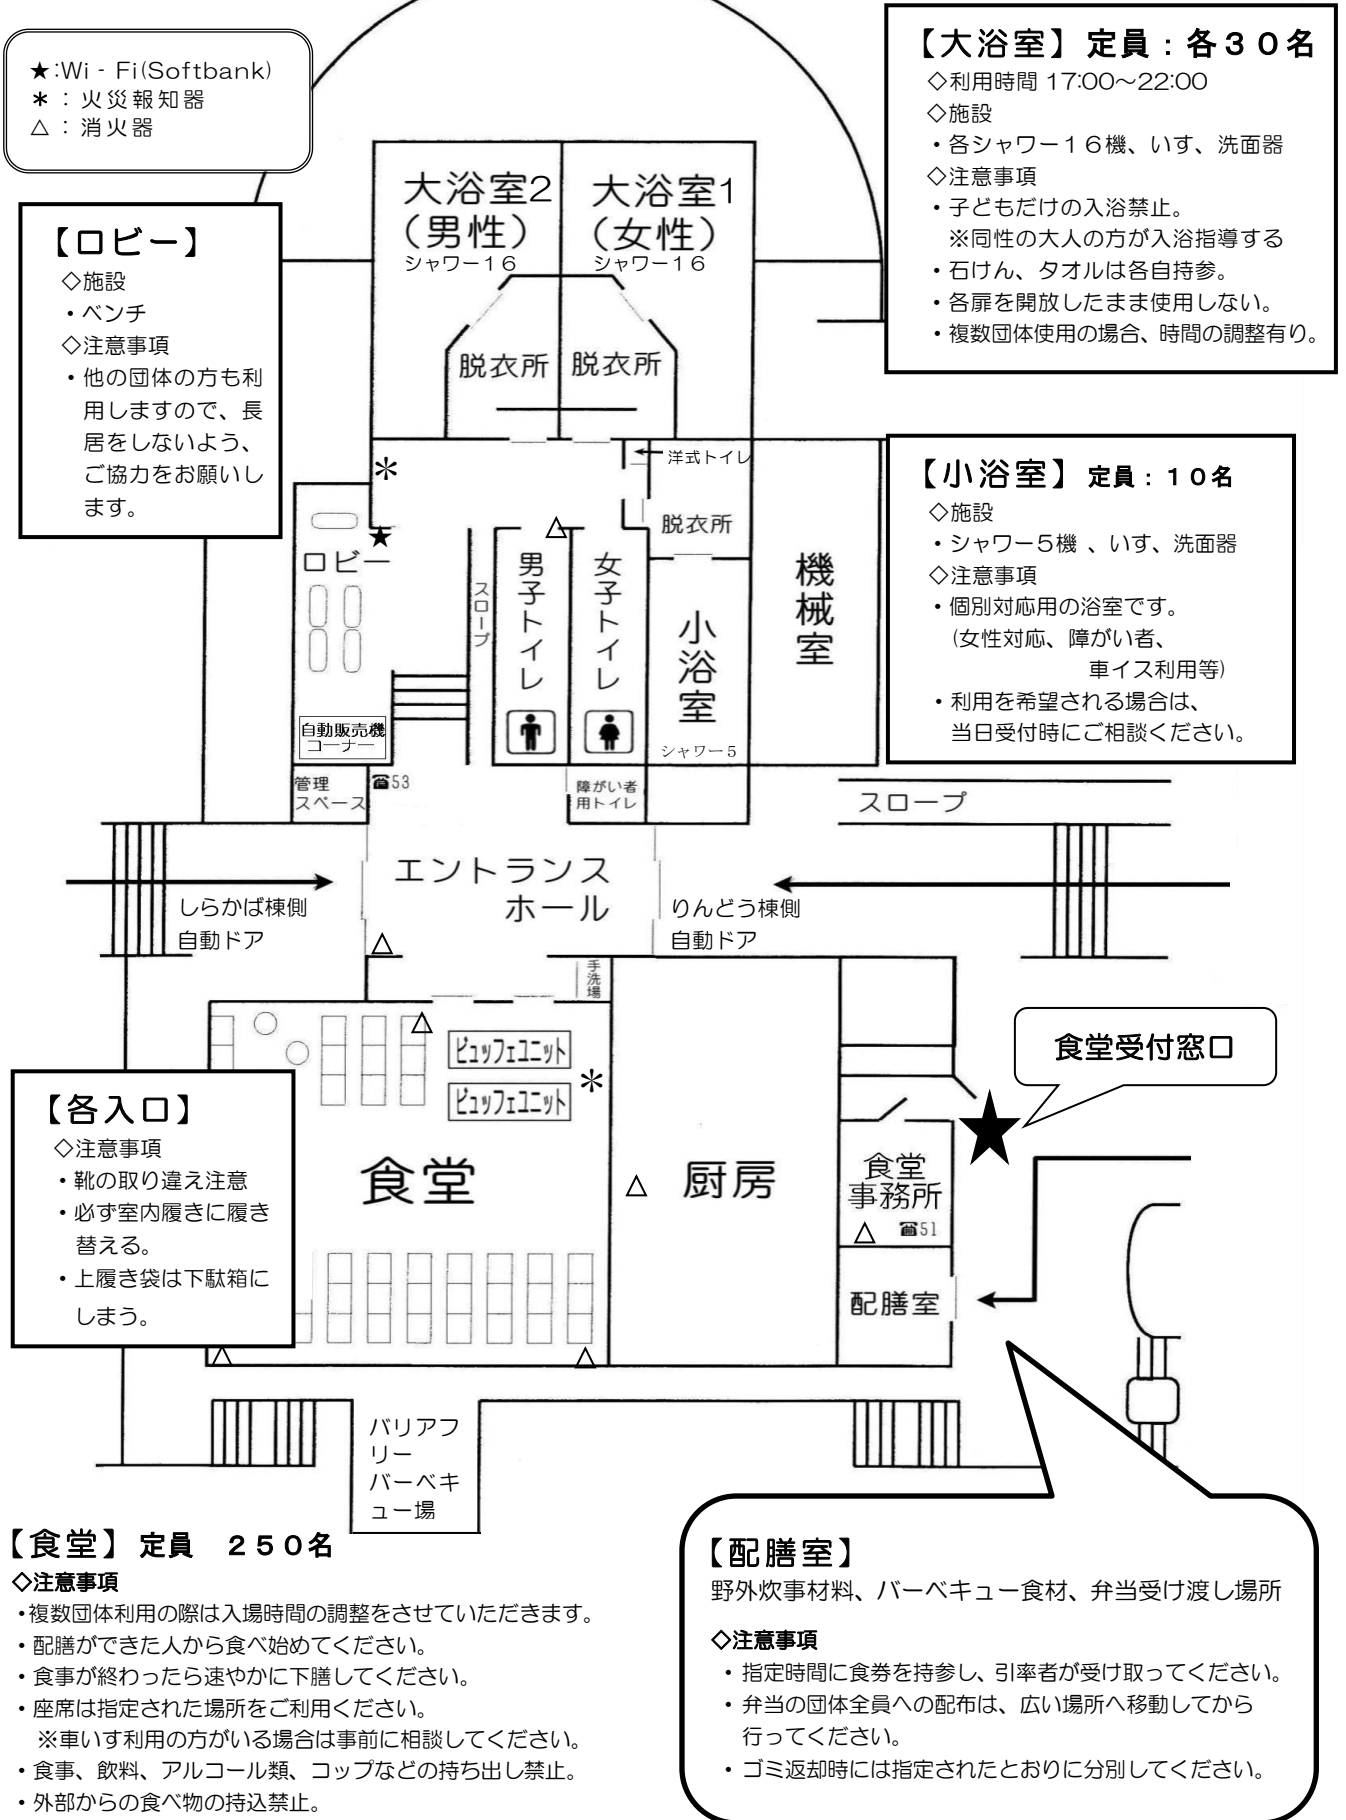 ★:Wi‐Fi(Softbank)
＊：火災報知器
△：消火器
【大浴室】定員：各３０名
◇利用時間 17:00～22:00
◇施設
・各シャワー１６機、いす、洗面器
◇注意事項
・子どもだけの入浴禁止。
※同性の大人の方が入浴指導する
・石けん、タオルは各自持参。
・各扉を開放したまま使用しない。
・複数団体使用の場合、時間の調整有り。
【ロビー】
◇施設
・ベンチ
◇注意事項
・他の団体の方も利
用しますので、長
居をしないよう、
ご協力をお願いし
ます。
大浴室2
（男性）
シャワー１６
大浴室1
（女性）
シャワー１６
脱衣所
脱衣所
洋式トイレ
脱衣所
＊
★
△
ロビー
スロープ
男子トイレ
女子トイレ
小浴室
シャワー５
機械室
自動販売機
コーナー
管理
スペース
☎53
障がい者
用トイレ
【小浴室】定員：１０名
◇施設
・シャワー５機 、いす、洗面器
◇注意事項
・個別対応用の浴室です。
(女性対応、障がい者、
車イス利用等)
・利用を希望される場合は、
当日受付時にご相談ください。
スロープ
エントランス
ホール
しらかば棟側
自動ドア
りんどう棟側
自動ドア
△
手洗場
△
ビュッフェユニット
ビュッフェユニット
＊
食堂受付窓口
★
【各入口】
◇注意事項
・靴の取り違え注意
・必ず室内履きに履き
替える。
・上履き袋は下駄箱に
しまう。
食堂
△
厨房
食堂
事務所
△
☎51
配膳室
△
△
バリアフ
リー
バーベキ
ュー場
【食堂】定員　２５０名
◇注意事項
・複数団体利用の際は入場時間の調整をさせていただきます。
・配膳ができた人から食べ始めてください。
・食事が終わったら速やかに下膳してください。
・座席は指定された場所をご利用ください。
※車いす利用の方がいる場合は事前に相談してください。
・食事、飲料、アルコール類、コップなどの持ち出し禁止。
・外部からの食べ物の持込禁止。
【配膳室】
野外炊事材料、バーベキュー食材、弁当受け渡し場所
◇注意事項
・指定時間に食券を持参し、引率者が受け取ってください。
・弁当の団体全員への配布は、広い場所へ移動してから
行ってください。
・ゴミ返却時には指定されたとおりに分別してください。